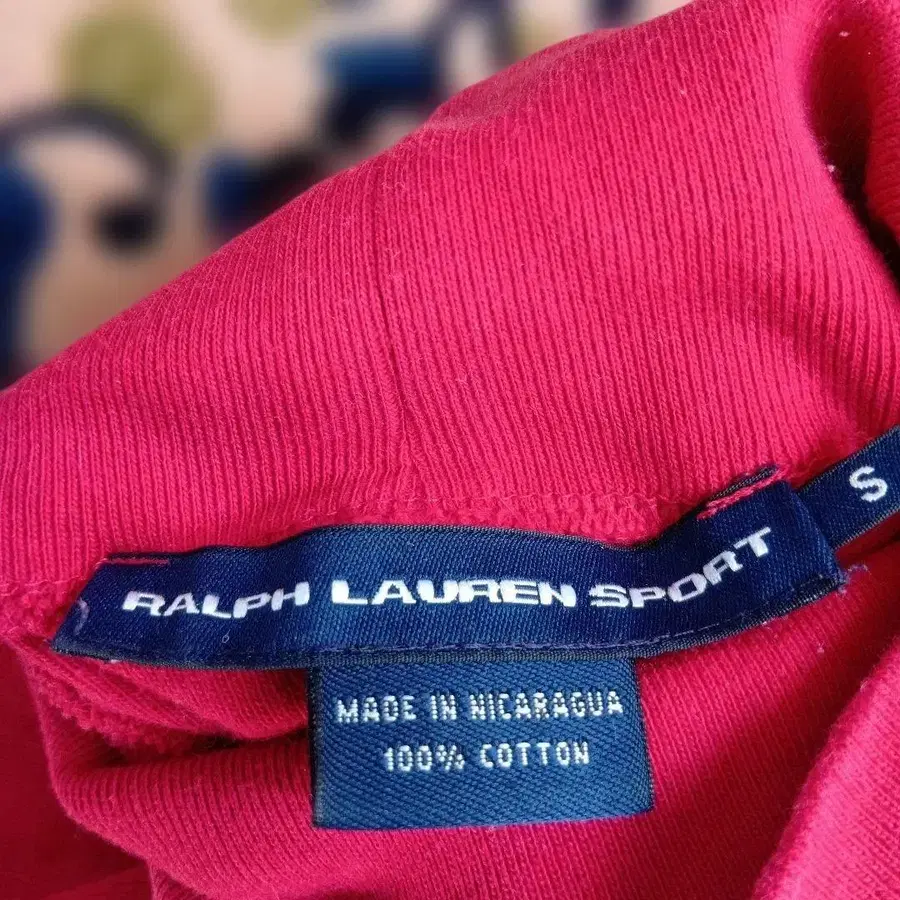 RALPH LAUREN SPORT
S
MADE IN NICARAGUA
100% COTTON